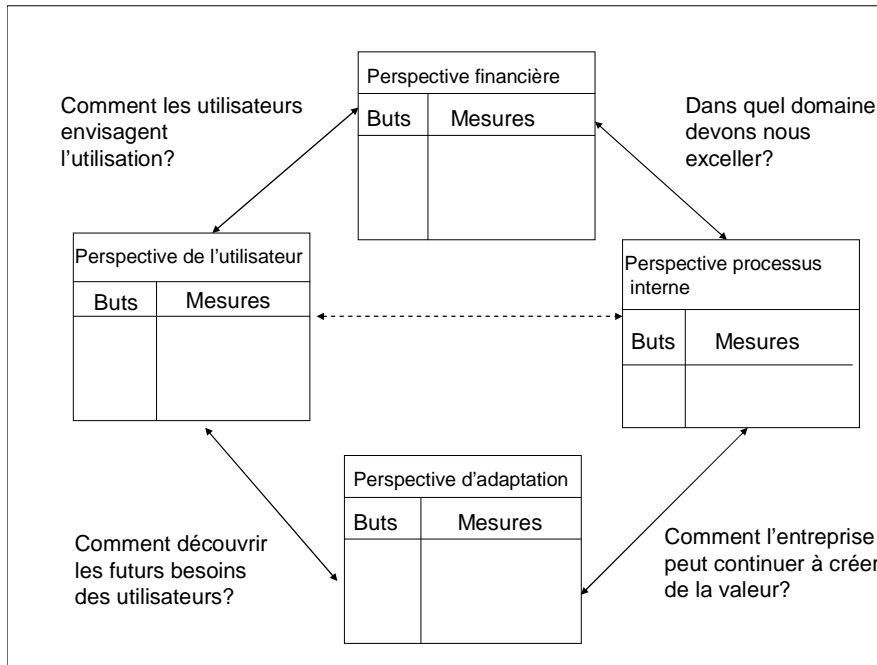 Perspective financière
Buts Mesures
Comment les utilisateurs
envisagent
l'utilisation?
Dans quel domaine
devons nous
exceller?
Perspective de l'utilisateur
Buts Mesures
Perspective processus
interne
Buts Mesures
Perspective d'adaptation
Buts Mesures
Comment découvrir
les futurs besoins
des utilisateurs?
Comment l'entreprise
peut continuer à créer
de la valeur?